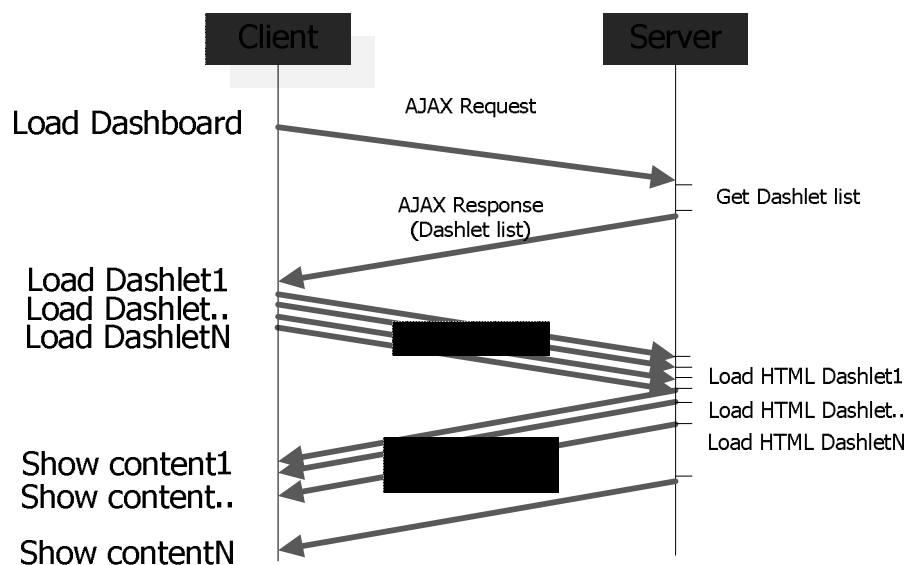 Client
Server
AJAX Request
Load Dashboard
Get Dashlet list
AJAX Response
(Dashlet list)
Load Dashlet1
Load Dashlet..
Load DashletN
Load HTML Dashlet1
Load HTML Dashlet..
Load HTML DashletN
Show content1
Show content..
Show contentN